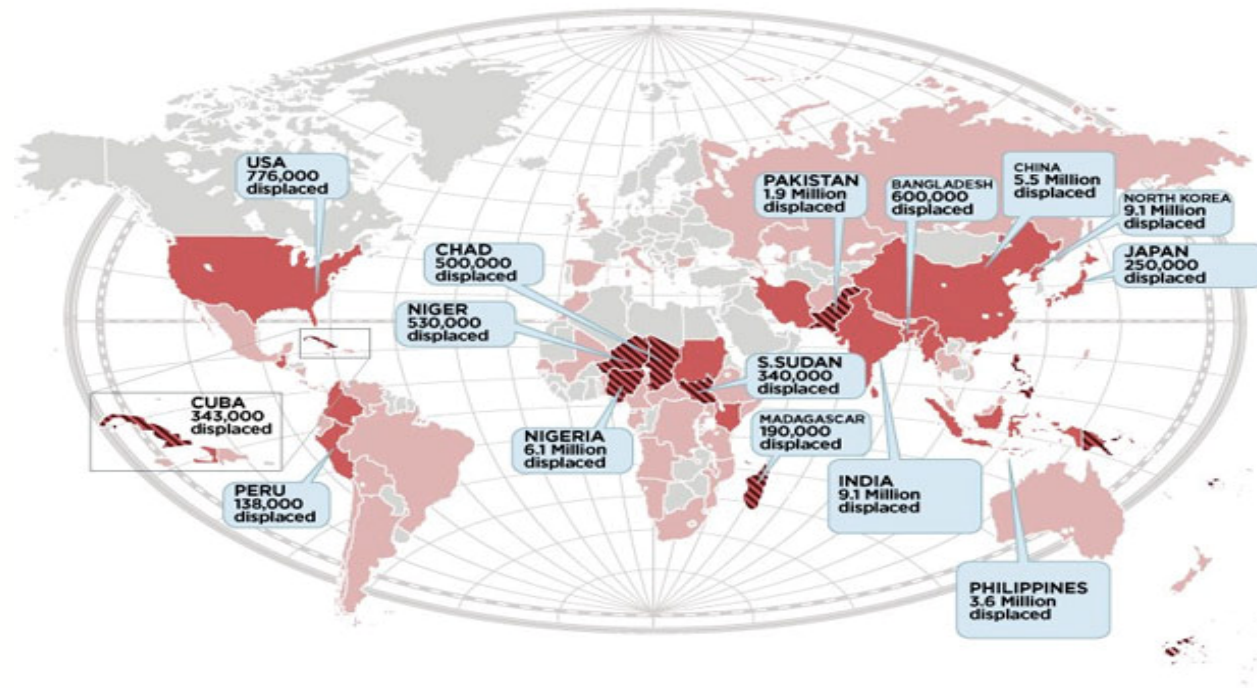 USA
776,000
displaced
CHAD
500,000
displaced
NIGER
530,000
displaced
PAKISTAN
1.9 Million
displaced
BANGLADESH
600,000
displaced
CHINA
5.5 Million
displaced
NORTH KOREA
9.1 Million
displaced
JAPAN
250,000
displaced
S.SUDAN
340,000
displaced
CUBA
343,000
displaced
NIGERIA
6.1 Million
displaced
MADAGASCAR
190,000
displaced
PERU
138,000
displaced
INDIA
9.1 Million
displaced
PHILIPPINES
3.6 Million
displaced